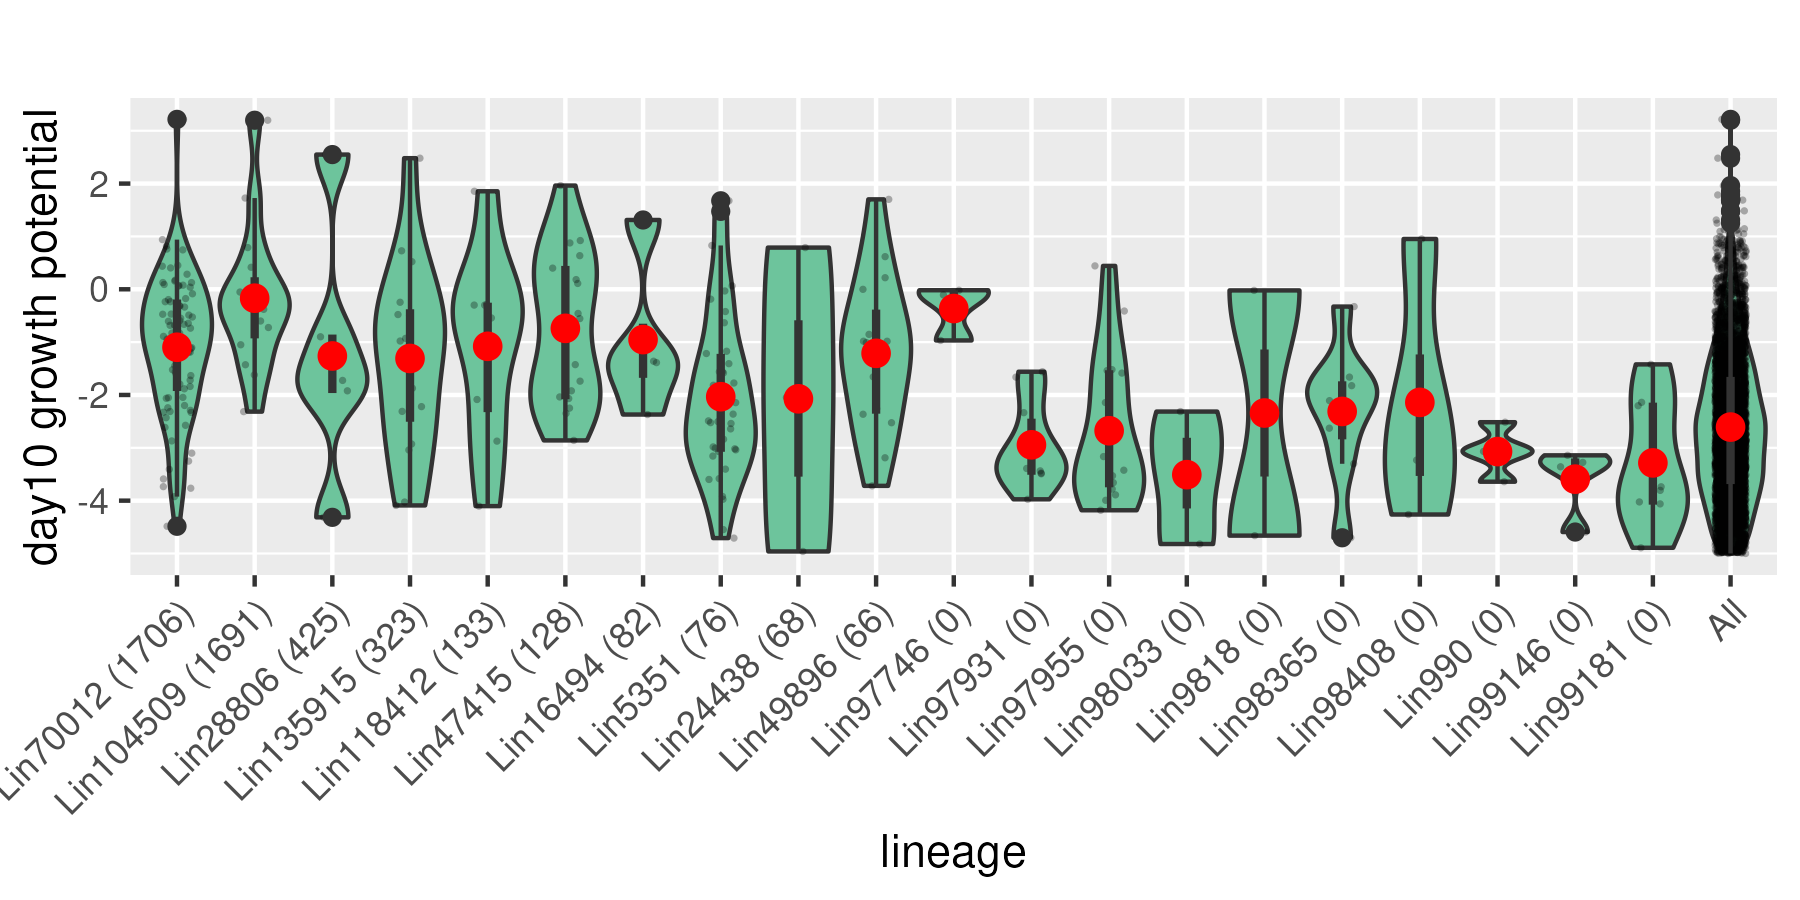 day10 growth potential
2
0
-2
-4
Lin70012 (1706)
Lin104509 (1691)
Lin28806 (425)
Lin135915 (323)
Lin118412 (133)
Lin47415 (128)
Lin16494 (82)
Lin5351 (76)
Lin24438 (68)
Lin49896 (66)
Lin97746 (0)
Lin97931 (0)
Lin97955 (0)
Lin98033 (0)
Lin9818 (0)
Lin98365 (0)
Lin98408 (0)
Lin990 (0)
Lin99146 (0)
Lin99181 (0)
All
lineage